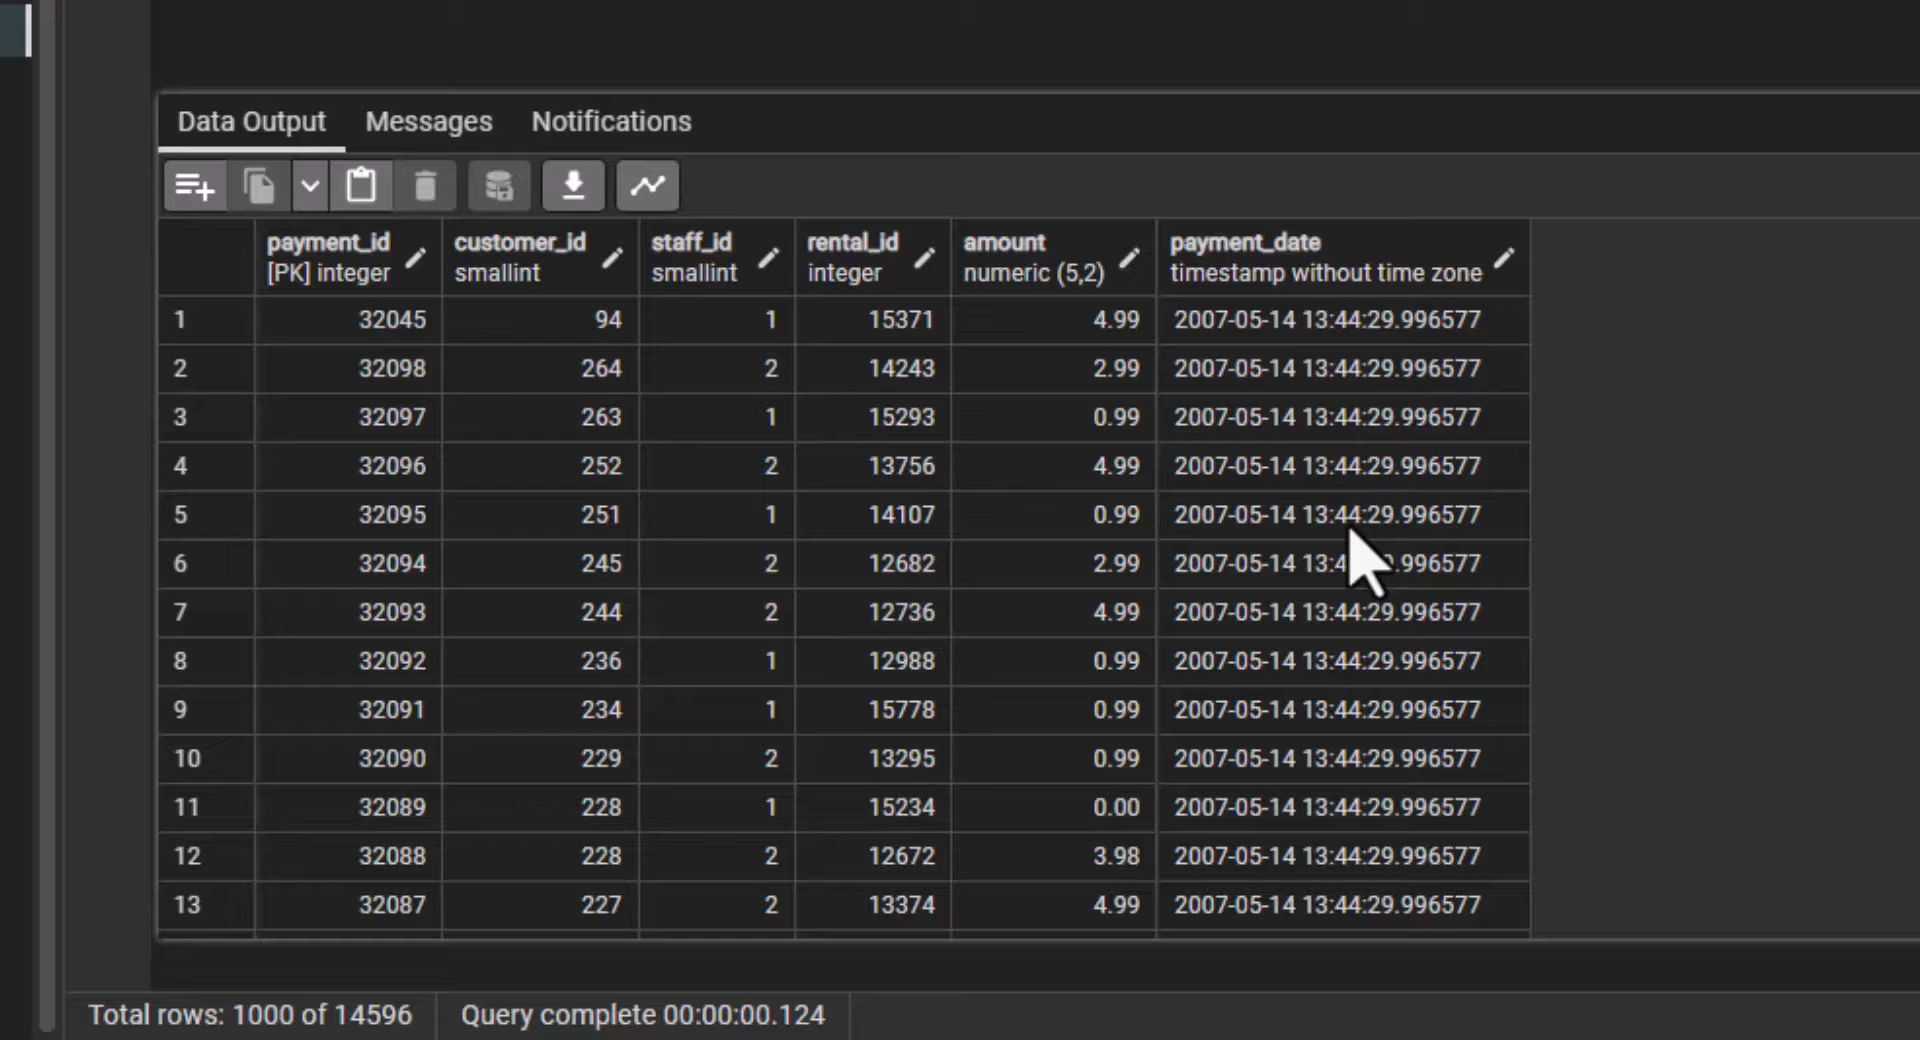 Data Output Messages Notifications
payment_id customer_id staff_id rental_id amount payment_date
[PK] integer smallint smallint integer numeric (5,2) timestamp without time zone
1 32045 94 1 15371 4.99 2007-05-14 13:44:29.996577
2 32098 264 2 14243 2.99 2007-05-14 13:44:29.996577
3 32097 263 1 15293 0.99 2007-05-14 13:44:29.996577
4 32096 252 2 13756 4.99 2007-05-14 13:44:29.996577
5 32095 251 1 14107 0.99 2007-05-14 13:44:29.996577
6 32094 245 2 12682 2.99 2007-05-14
7 32093 244 2 12736 4.99 2007-05-14 13:44:29.996577
8 32092 236 1 12988 0.99 2007-05-14 13:44:29.996577
9 32091 234 1 15778 0.99 2007-05-14 13:44:29.996577
10 32090 229 2 13295 0.99 2007-05-14 13:44:29.996577
11 32089 228 1 15234 0.00 2007-05-14 13:44:29.996577
12 32088 228 2 12672 3.98 2007-05-14 13:44:29.996577
13 32087 227 2 13374 4.99 2007-05-14 13:44:29.996577
Total rows: 1000 of 14596 Query complete 00:00:00.124